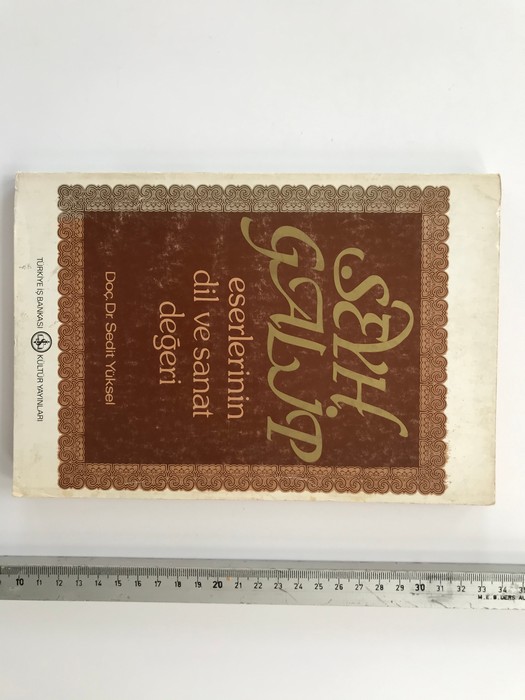 ŞEYH
GALİP
eserlerinin
dil ve sanat
değeri
Doç. Dr. Sedit Yüksel
TÜRKİYE İŞ BANKASI KÜLTÜR YAYINLARI
10 11 12 13 14 15 16 17 18 19 20 21 22 23 24 25 26 27 28 29 30 31 32 33 34